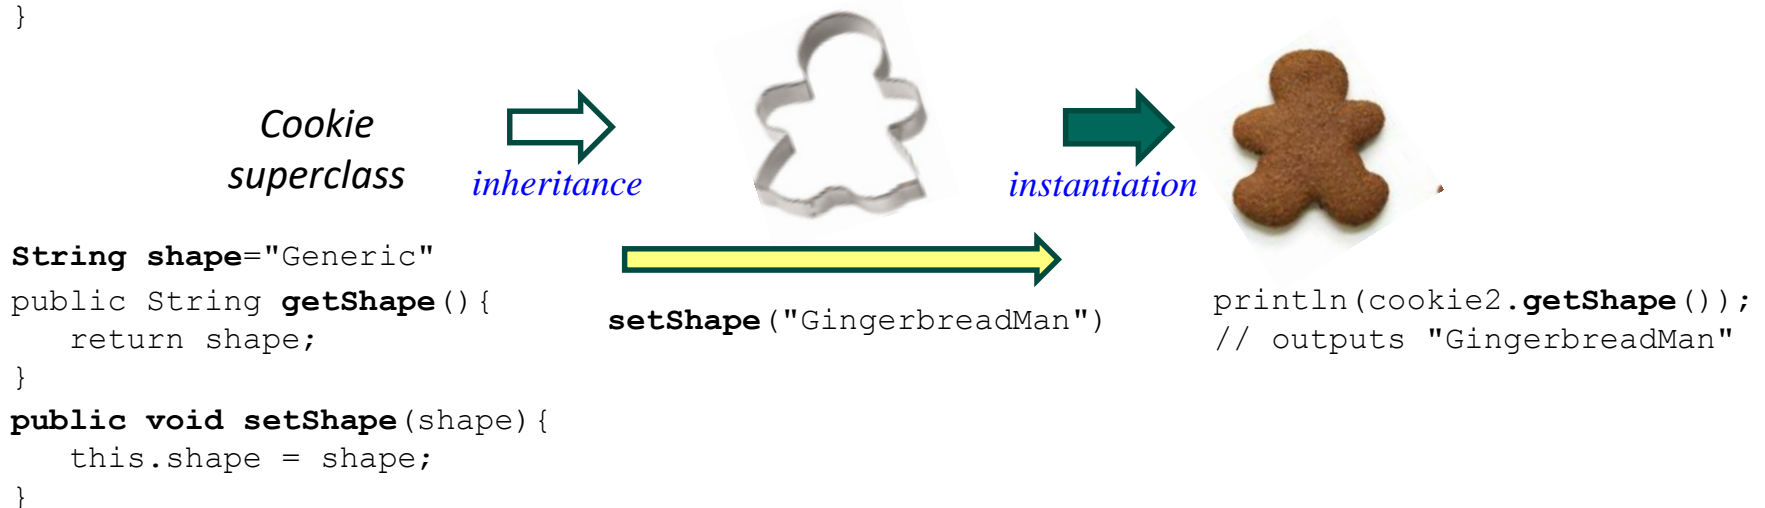 }
Cookie
superclass
inheritance
instantiation
String shape="Generic"
public String getShape(){
return shape;
}
public void setShape(shape){
this.shape = shape;
}
setShape("GingerbreadMan")
println(cookie2.getShape());
// outputs "GingerbreadMan"